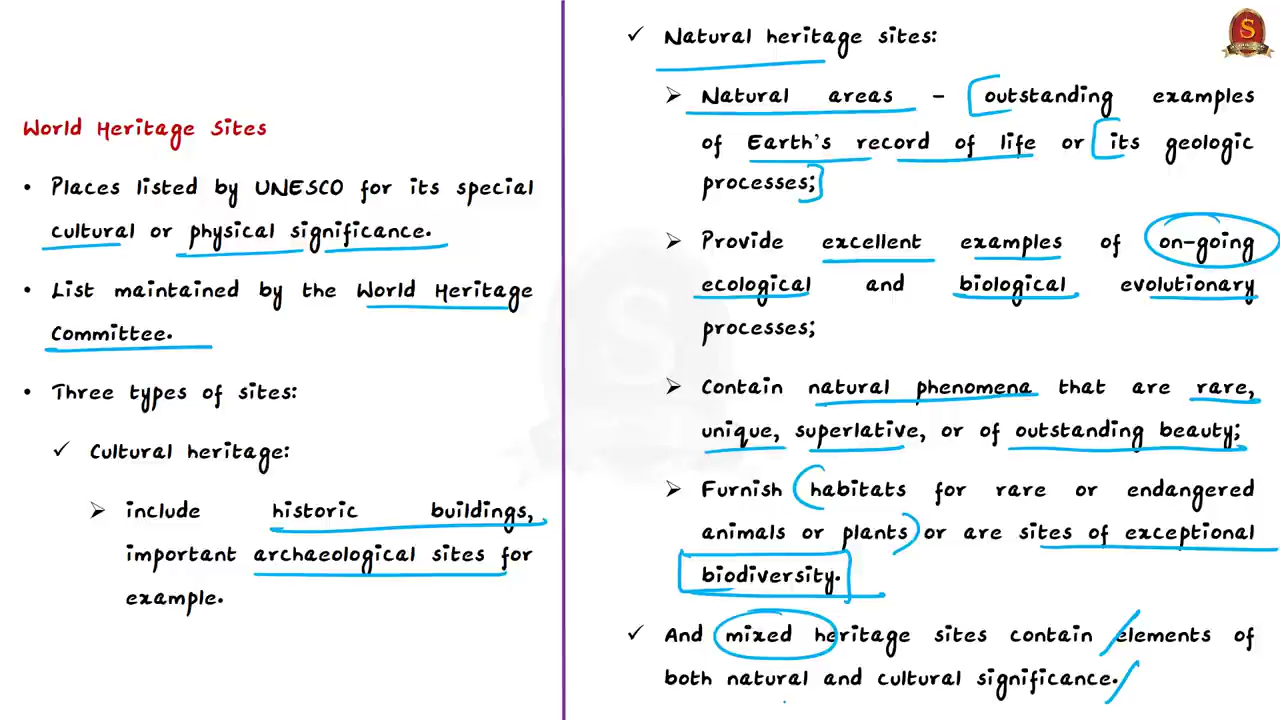 World Heritage Sites
• Places listed by UNESCO for its special
cultural or physical significance.
• List maintained by the World Heritage
Committee.
• Three types of sites:
✓ Cultural heritage:
➢ include historic buildings,
important archaeological sites for
example.
✓ Natural heritage sites:
➢ Natural areas – outstanding examples
of Earth's record of life or its geologic
processes;
➢ Provide excellent examples of on-going
ecological and biological evolutionary
processes;
➢ Contain natural phenomena that are rare,
unique, superlative, or of outstanding beauty;
➢ Furnish habitats for rare or endangered
animals or plants or are sites of exceptional
biodiversity.
✓ And mixed heritage sites contain elements of
both natural and cultural significance.
S